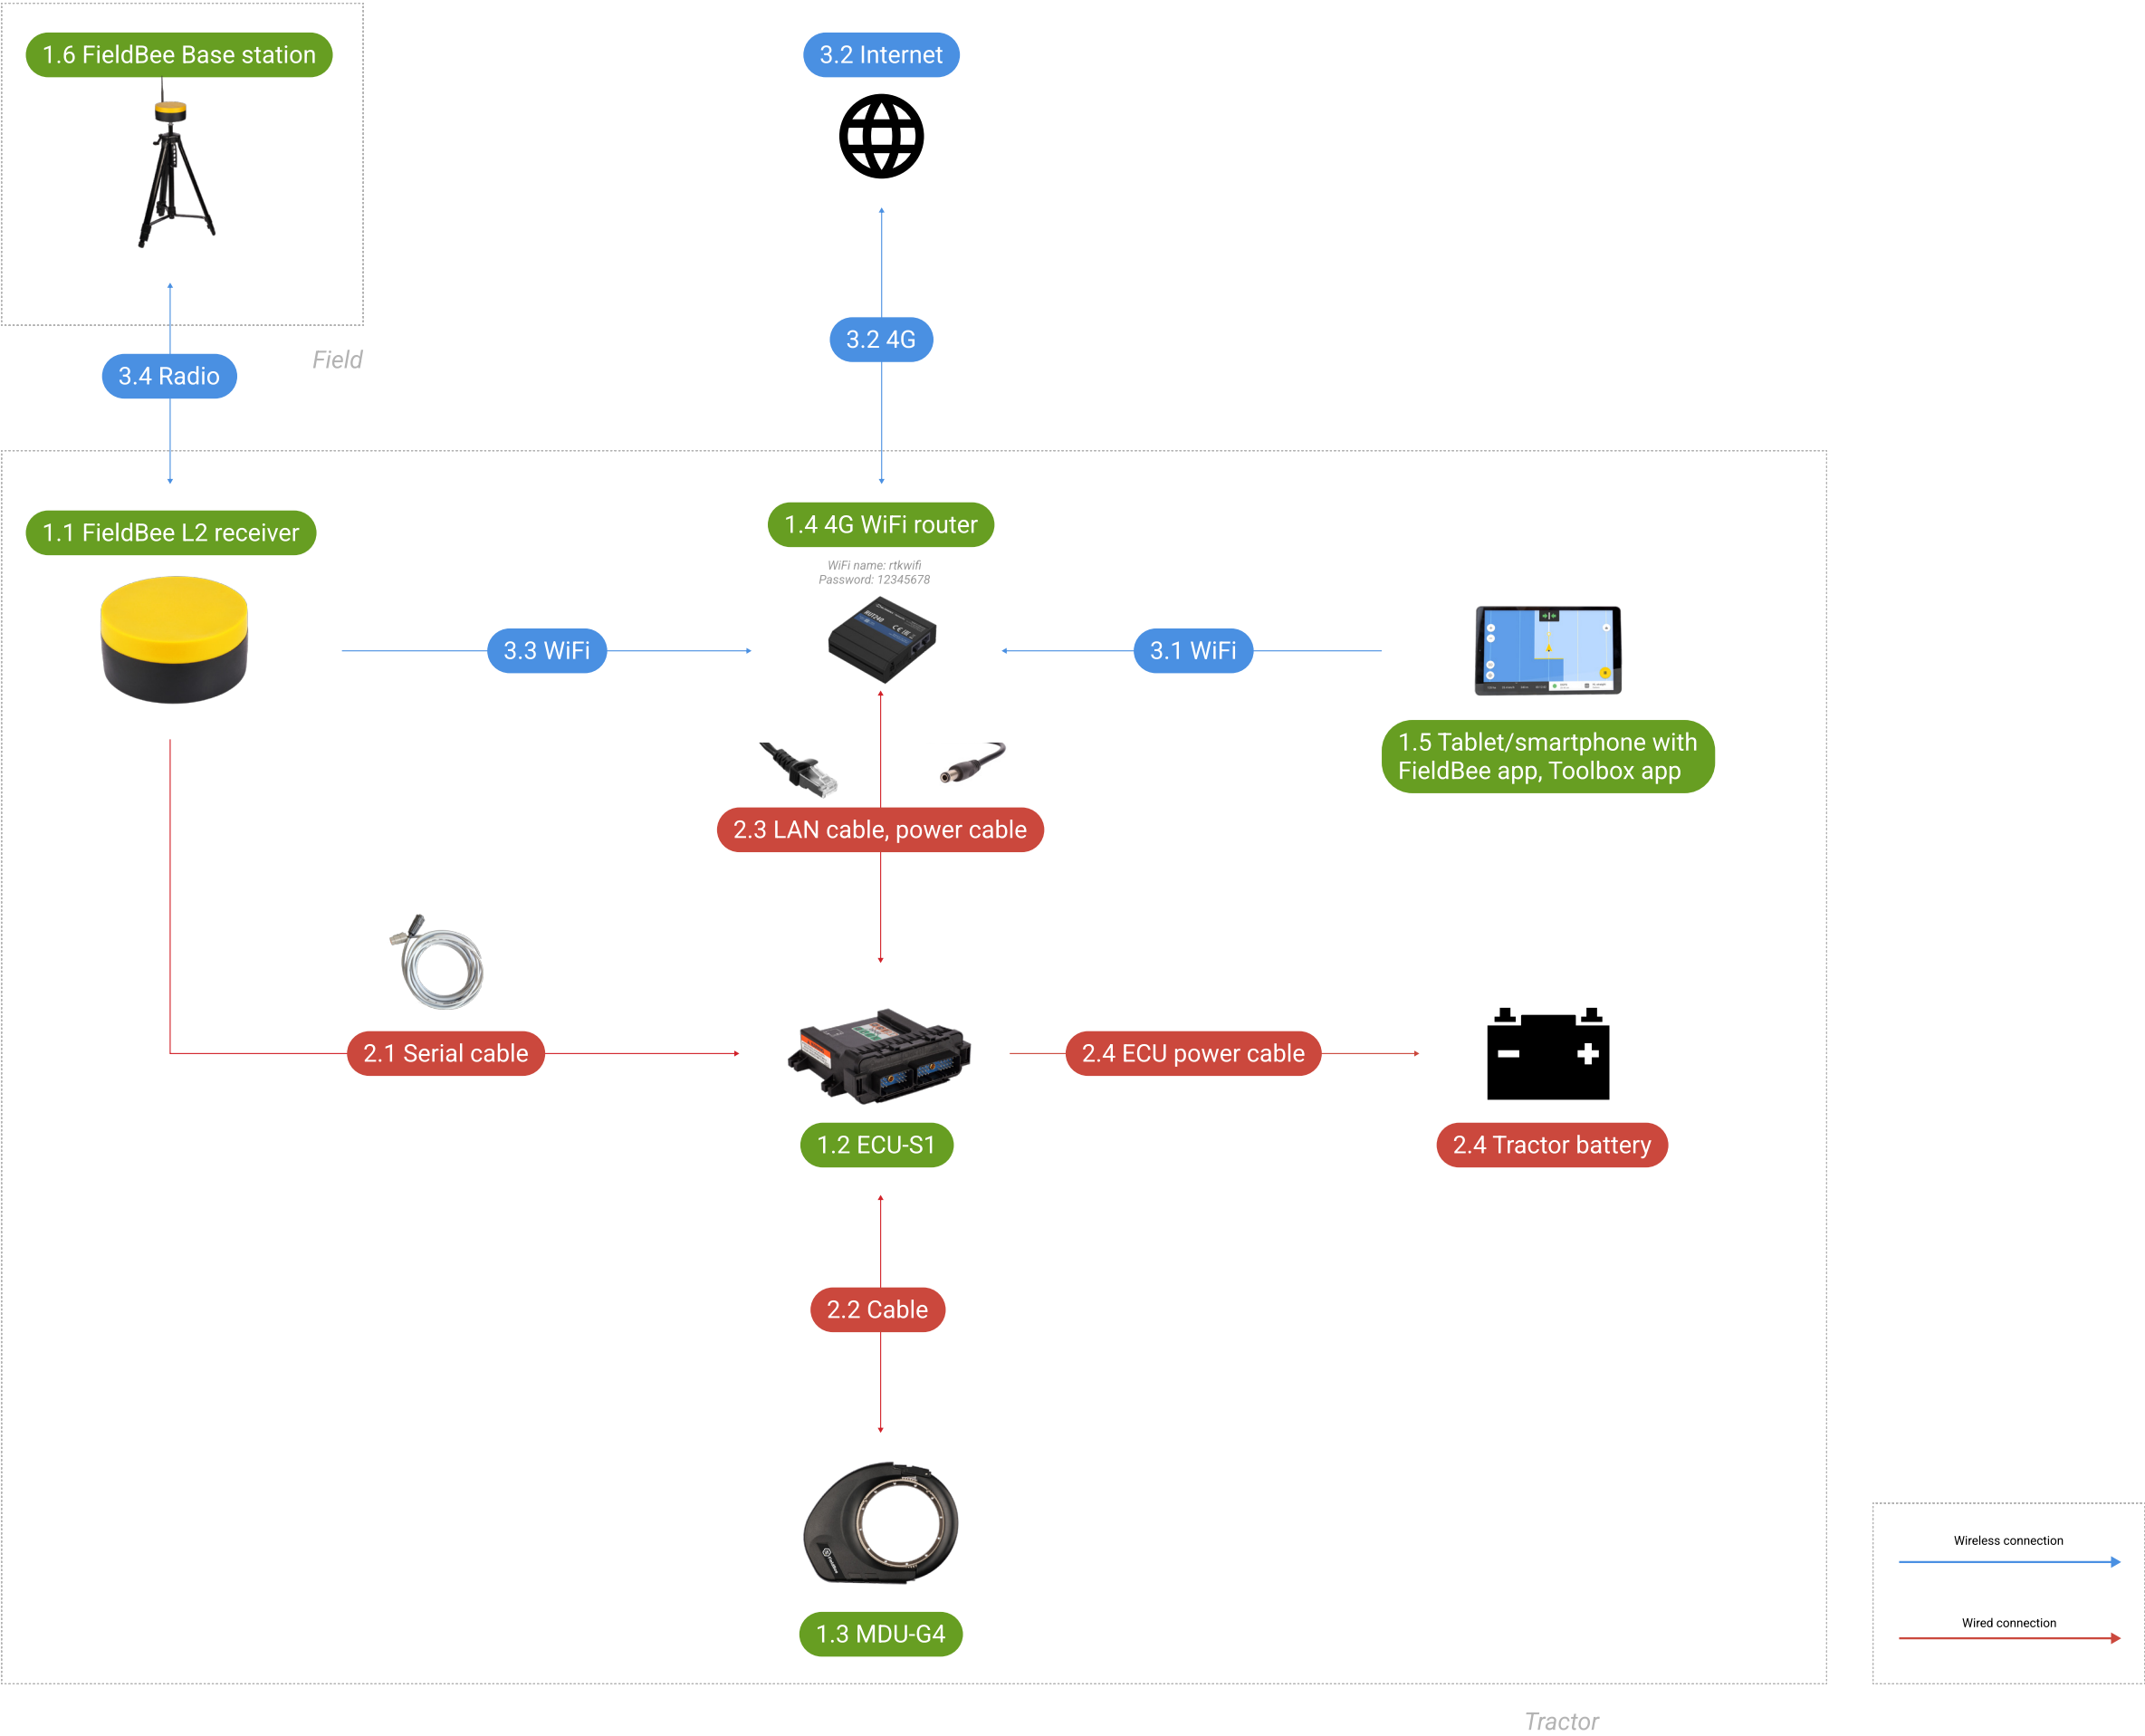 1.6 FieldBee Base station
3.2 Internet
3.2 4G
Field
3.4 Radio
1.1 FieldBee L2 receiver
1.4 4G WiFi router
WiFi name: rtkwifi
Password: 12345678
RUT240
3.3 WiFi
3.1 WiFi
1.5 Tablet/smartphone with
FieldBee app, Toolbox app
2.3 LAN cable, power cable
2.1 Serial cable
2.4 ECU power cable
1.2 ECU-S1
2.4 Tractor battery
2.2 Cable
1.3 MDU-G4
Wireless connection
Wired connection
Tractor